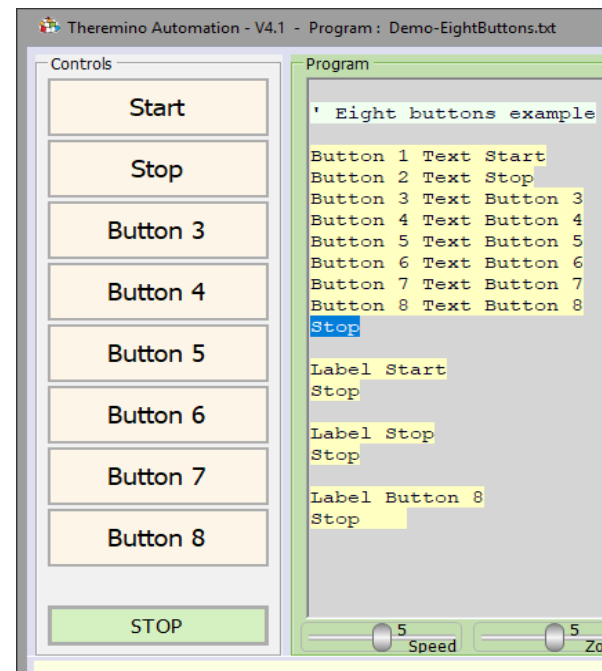 Theremino Automation - V4.1 - Program : Demo-EightButtons.txt
Controls
Start
Stop
Button 3
Button 4
Button 5
Button 6
Button 7
Button 8
STOP
Program
' Eight buttons example
Button 1 Text Start
Button 2 Text Stop
Button 3 Text Button 3
Button 4 Text Button 4
Button 5 Text Button 5
Button 6 Text Button 6
Button 7 Text Button 7
Button 8 Text Button 8
Stop
Label Start
Stop
Label Stop
Stop
Label Button 8
Stop
5
Speed
5